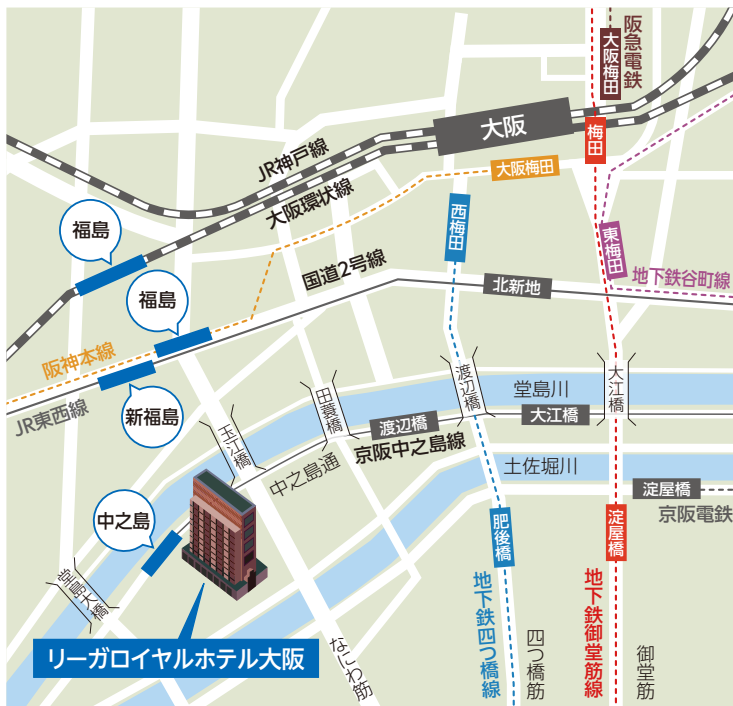 阪急電鉄
大阪梅田
大阪
梅田
JR神戸線
大阪環状線
大阪梅田
西梅田
東梅田
地下鉄谷町線
福島
福島
国道2号線
北新地
阪神本線
新福島
JR東西線
堂島川
渡辺橋
大江橋
田蓑橋
玉江橋
渡辺橋
大江橋
京阪中之島線
中之島通
土佐堀川
淀屋橋
京阪電鉄
中之島
肥後橋
淀屋橋
堂島大橋
リーガロイヤルホテル大阪
なにわ筋
地下鉄四つ橋線
四つ橋筋
地下鉄御堂筋線
御堂筋